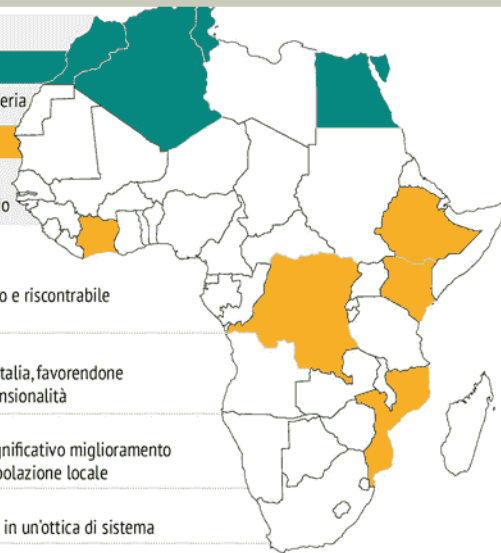 eria
o
o e riscontrabile
talia, favorendone
nsionalità
gnificativo miglioramento
polazione locale
in un'ottica di sistema